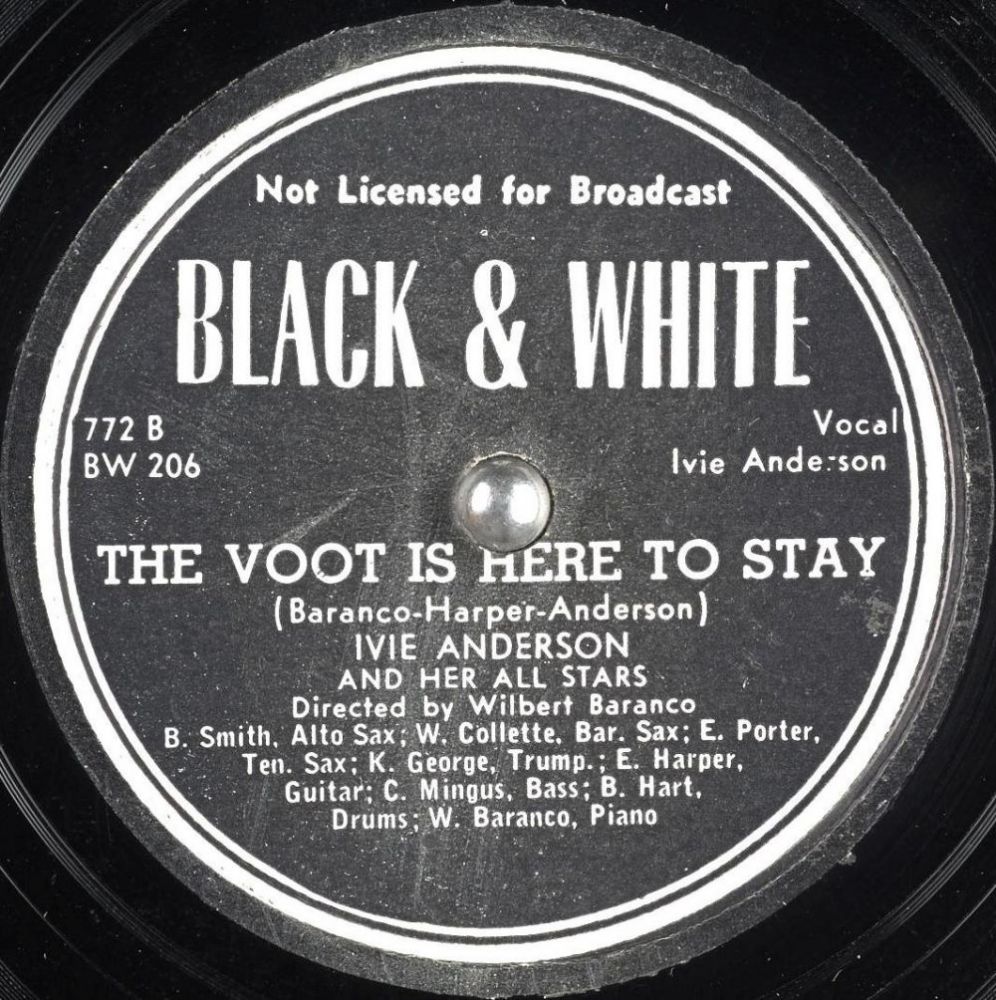 Not Licensed for Broadcast
BLACK & WHITE
772 B
BW 206
Vocal
Ivie Anderson
THE VOOT IS HERE TO STAY
(Baranco-Harper-Anderson)
IVIE ANDERSON
AND HER ALL STARS
Directed by Wilbert Baranco
B. Smith, Alto Sax; W. Collette, Bar. Sax; E. Porter,
Ten. Sax; K. George, Trump.; E. Harper,
Guitar; C. Mingus, Bass; B. Hart,
Drums; W. Baranco, Piano